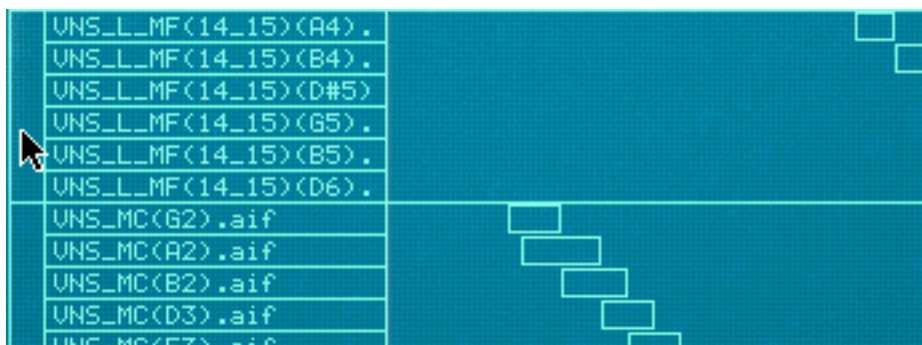 VNS_L_MF(14_15)(A4).
VNS_L_MF(14_15)(B4).
VNS_L_MF(14_15)(D#5)
VNS_L_MF(14_15)(G5).
VNS_L_MF(14_15)(B5).
VNS_L_MF(14_15)(D6).
VNS_MC(G2).aif
VNS_MC(A2).aif
VNS_MC(B2).aif
VNS_MC(D3).aif